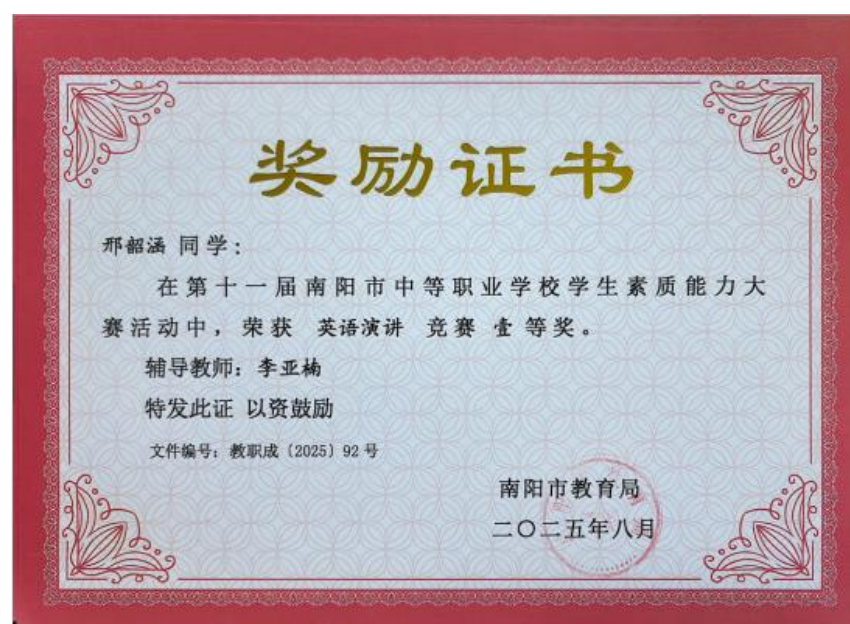 奖励证书
邢韶涵 同学：
在第十一届南阳市中等职业学校学生素质能力大
赛活动中，荣获 英语演讲 竞赛 壹 等奖。
辅导教师：李亚楠
特发此证 以资鼓励
文件编号：教职成〔2025〕92 号
南阳市教育局
二〇二五年八月